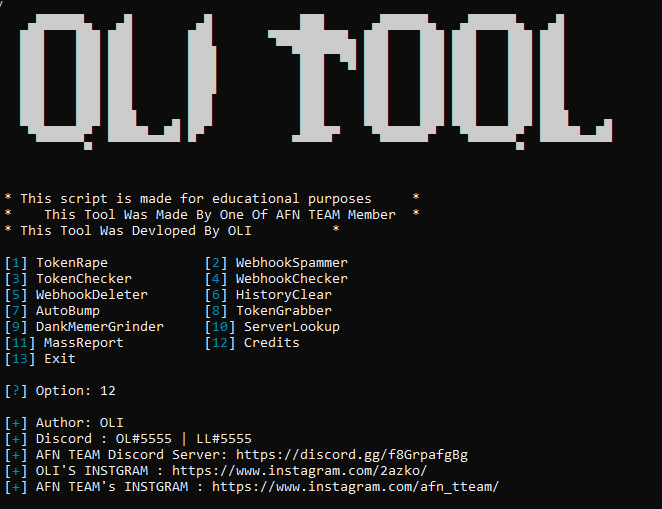 OLI TOOL
* This script is made for educational purposes *
* This Tool Was Made By One Of AFN TEAM Member *
* This Tool Was Devloped By OLI *
[1] TokenRape [2] WebhookSpammer
[3] TokenChecker [4] WebhookChecker
[5] WebhookDeleter [6] HistoryClear
[7] AutoBump [8] TokenGrabber
[9] DankMemerGrinder [10] ServerLookup
[11] MassReport [12] Credits
[13] Exit
[?] Option: 12
[+] Author: OLI
[+] Discord : OL#5555 | LL#5555
[+] AFN TEAM Discord Server: https://discord.gg/f8GrpafgBg
[+] OLI'S INSTGRAM : https://www.instagram.com/2azko/
[+] AFN TEAM's INSTGRAM : https://www.instagram.com/afn_tteam/